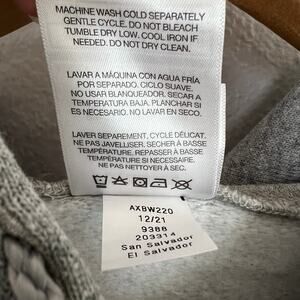 MACHINE WASH COLD SEPARATELY
GENTLE CYCLE. DO NOT BLEACH
TUMBLE DRY LOW. COOL IRON IF
NEEDED. DO NOT DRY CLEAN.
LAVAR A MÁQUINA CON AGUA FRÍA
POR SEPARADO. CICLO SUAVE.
NO USAR BLANQUEADOR. SECAR A
TEMPERATURA BAJA. PLANCHAR SI
ES NECESARIO. NO LAVAR EN SECO.
LAVER SEPAREMENT, CYCLE DÉLICAT.
NE PAS JAVELLISER. SÉCHER À BASSE
TEMPÉRATURE. REPASSER À BASSE
TEMPÉRATURE SI NECESSAIRE.
NE PAS NETTOYER À SEC.
AXBW220
12/21
9388
203314
San Salvador
El Salvador